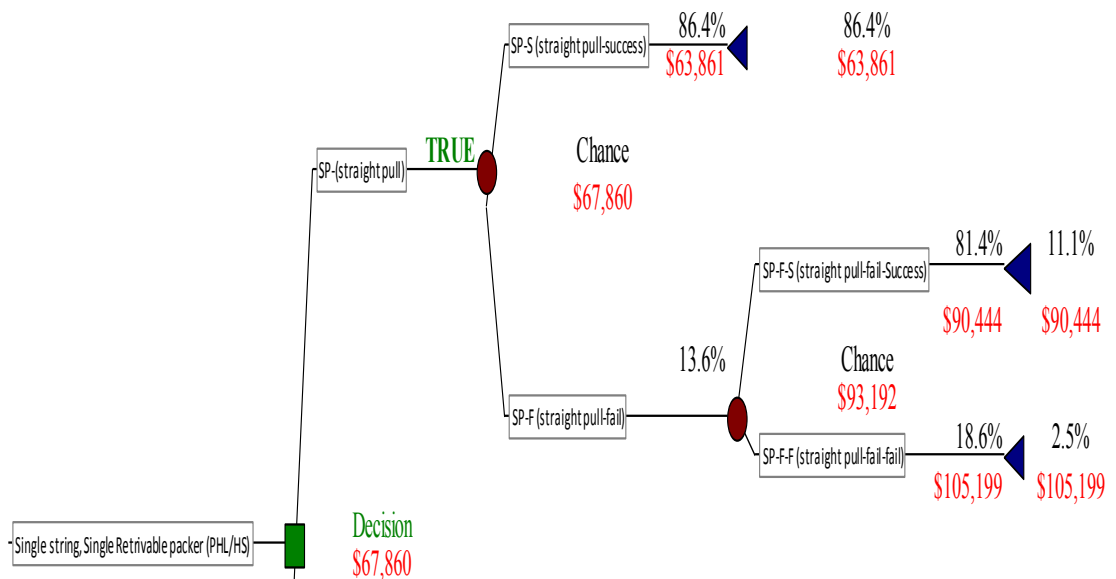 86.4% 86.4%
SP-S (straight pull-success)
$63,861 $63,861
TRUE Chance
SP-(straight pull)
$67,860
81.4% 11.1%
SP-F-S (straight pull-fail-Success)
$90,444 $90,444
13.6% Chance
$93,192
SP-F (straight pull-fail)
18.6% 2.5%
SP-F-F (straight pull-fail-fail)
$105,199 $105,199
Decision
Single string, Single Retrivable packer (PHL/HS)
$67,860